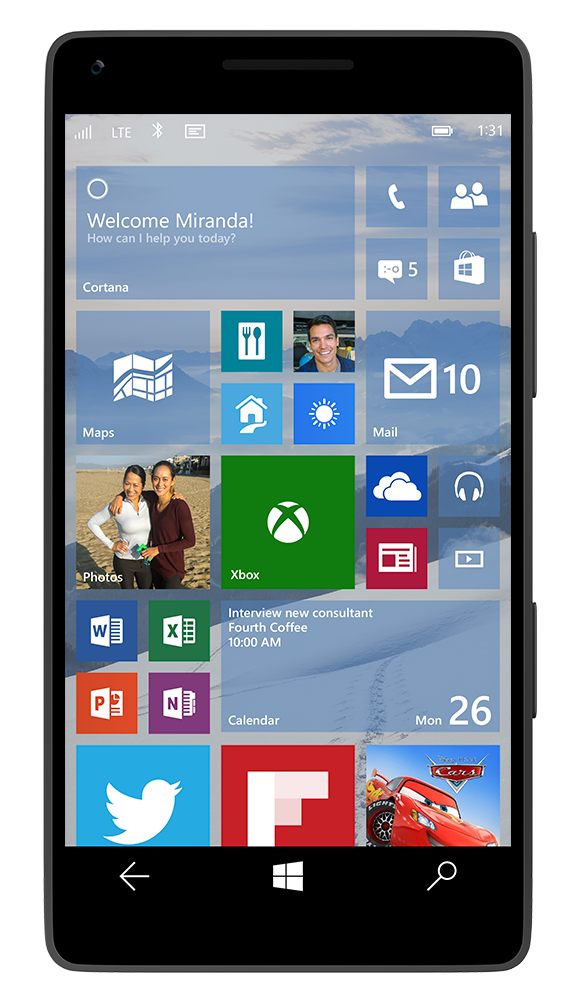 LTE
1:31
Welcome Miranda!
How can I help you today?
Cortana
:-o 5
Maps
10
Mail
Photos
Xbox
W
X
Interview new consultant
Fourth Coffee
10:00 AM
P
N
Calendar
Mon 26
Cars
LIGHT